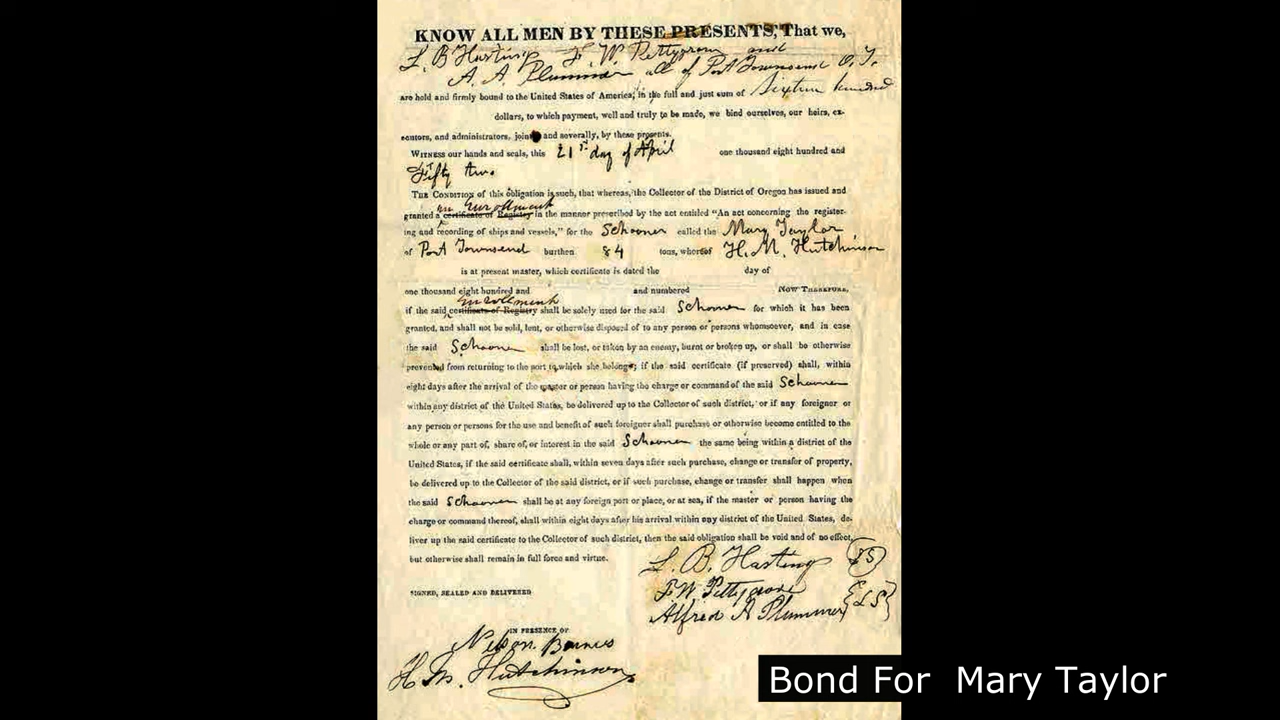 KNOW ALL MEN BY THESE PRESENTS, That we,
L. B Hastings F. W. Pettygrove and
A. A. Plummer all of Port Townsend O. T.
are held and firmly bound to the United States of America, in the full and just sum of Sixteen hundred
dollars, to which payment, well and truly to be made, we bind ourselves, our heirs, ex-
ecutors, and administrators, jointly and severally, by these presents.
WITNESS our hands and seals, this 21st day of April one thousand eight hundred and
Fifty two
THE CONDITION of this obligation is such, that whereas, the Collector of the District of Oregon has issued and
an Enrollment
granted a certificate of Registry in the manner prescribed by the act entitled "An act concerning the register-
ing and recording of ships and vessels," for the Schooner called the Mary Taylor
of Port Townsend burthen 84 tons, whereof H. M. Hutchinson
is at present master, which certificate is dated the day of
one thousand eight hundred and and numbered NOW THEREFORE,
Enrollment
if the said certificate of Registry shall be solely used for the said Schooner for which it has been
granted, and shall not be sold, lent, or otherwise disposed of to any person or persons whomsoever, and in case
the said Schooner shall be lost, or taken by an enemy, burnt or broken up, or shall be otherwise
prevented from returning to the port to which she belongs; if the said certificate (if preserved) shall, within
eight days after the arrival of the master or person having the charge or command of the said Schooner
within any district of the United States, be delivered up to the Collector of such district, or if any foreigner or
any person or persons for the use and benefit of such foreigner shall purchase or otherwise become entitled to the
whole or any part of, share of, or interest in the said Schooner the same being within a district of the
United States, if the said certificate shall, within seven days after such purchase, change or transfer of property,
be delivered up to the Collector of the said district, or if such purchase, change or transfer shall happen when
the said Schooner shall be at any foreign port or place, or at sea, if the master or person having the
charge or command thereof, shall within eight days after his arrival within any district of the United States, de-
liver up the said certificate to the Collector of such district, then the said obligation shall be void and of no effect,
but otherwise shall remain in full force and virtue.
L. B. Hastings (LS)
SIGNED, SEALED AND DELIVERED
F W Pettygrove
Alfred A Plummer {LS}
IN PRESENCE OF
Nelson Barnes
H. M. Hutchinson
Bond For Mary Taylor